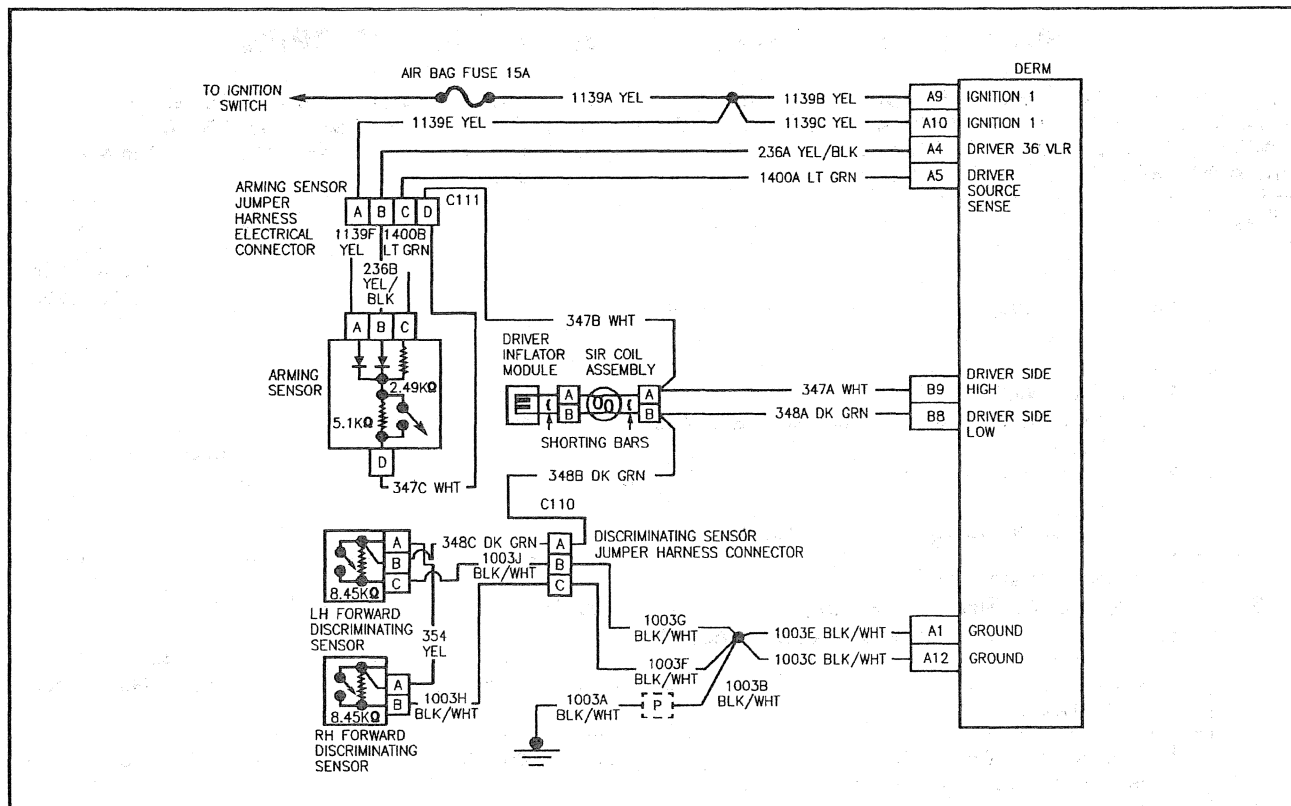 DERM
AIR BAG FUSE 15A
TO IGNITION
SWITCH
1139A YEL
1139B YEL
A9
IGNITION 1
1139E YEL
1139C YEL
A10
IGNITION 1
236A YEL/BLK
A4
DRIVER 36 VLR
1400A LT GRN
A5
DRIVER
SOURCE
SENSE
ARMING SENSOR
JUMPER
HARNESS
ELECTRICAL
CONNECTOR
A B C D
C111
1139F
YEL
1400B
LT GRN
236B
YEL/
BLK
A B C
ARMING
SENSOR
2.49KΩ
5.1KΩ
D
347C WHT
347B WHT
DRIVER
INFLATOR
MODULE
SIR COIL
ASSEMBLY
A
B
A
B
SHORTING BARS
347A WHT
B9
DRIVER SIDE
HIGH
348A DK GRN
B8
DRIVER SIDE
LOW
348B DK GRN
C110
DISCRIMINATING SENSOR
JUMPER HARNESS CONNECTOR
A
B
C
348C DK GRN
1003J
BLK/WHT
A
B
C
8.45KΩ
LH FORWARD
DISCRIMINATING
SENSOR
354
YEL
A
B
8.45KΩ
1003H
BLK/WHT
RH FORWARD
DISCRIMINATING
SENSOR
1003G
BLK/WHT
1003F
BLK/WHT
1003E BLK/WHT
A1
GROUND
1003C BLK/WHT
A12
GROUND
1003B
BLK/WHT
1003A
BLK/WHT
P